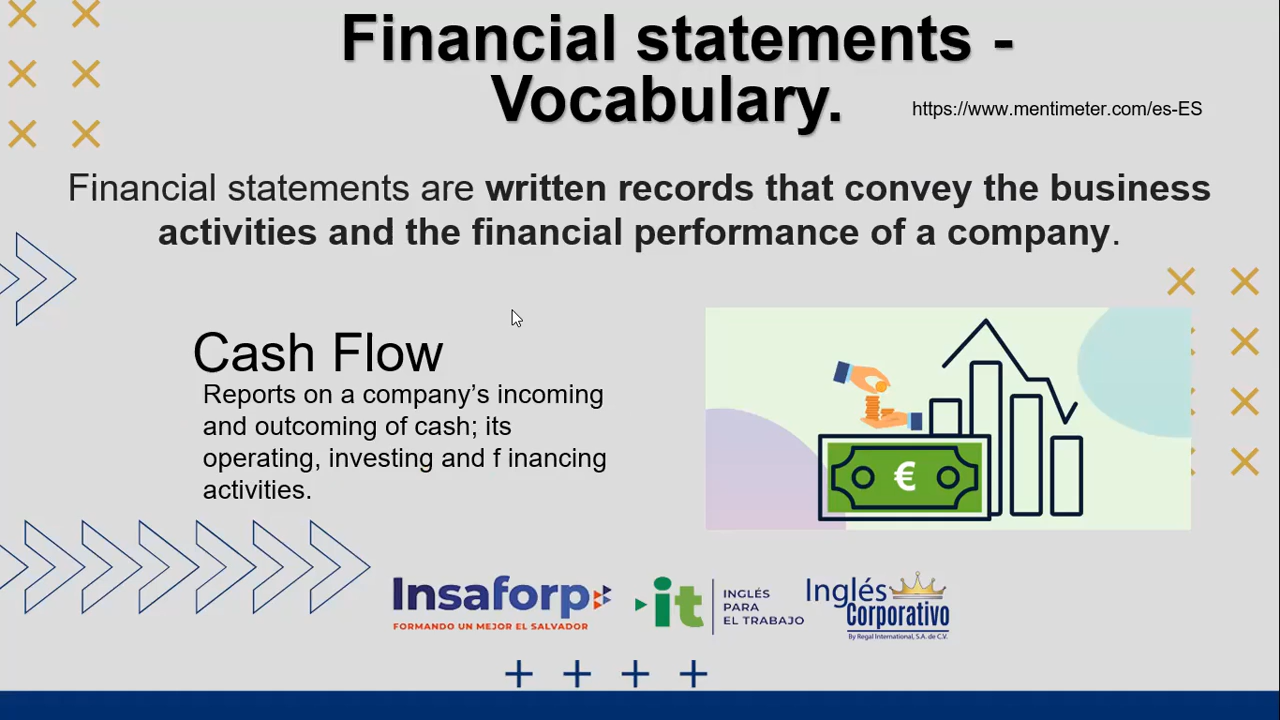 Financial statements -
Vocabulary.
https://www.mentimeter.com/es-ES
Financial statements are written records that convey the business
activities and the financial performance of a company.
Cash Flow
Reports on a company’s incoming
and outcoming of cash; its
operating, investing and f inancing
activities.
€
Insaforp
FORMANDO UN MEJOR EL SALVADOR
it
INGLÉS
PARA
EL TRABAJO
Inglés
Corporativo
By Regal International, S.A. de C.V.